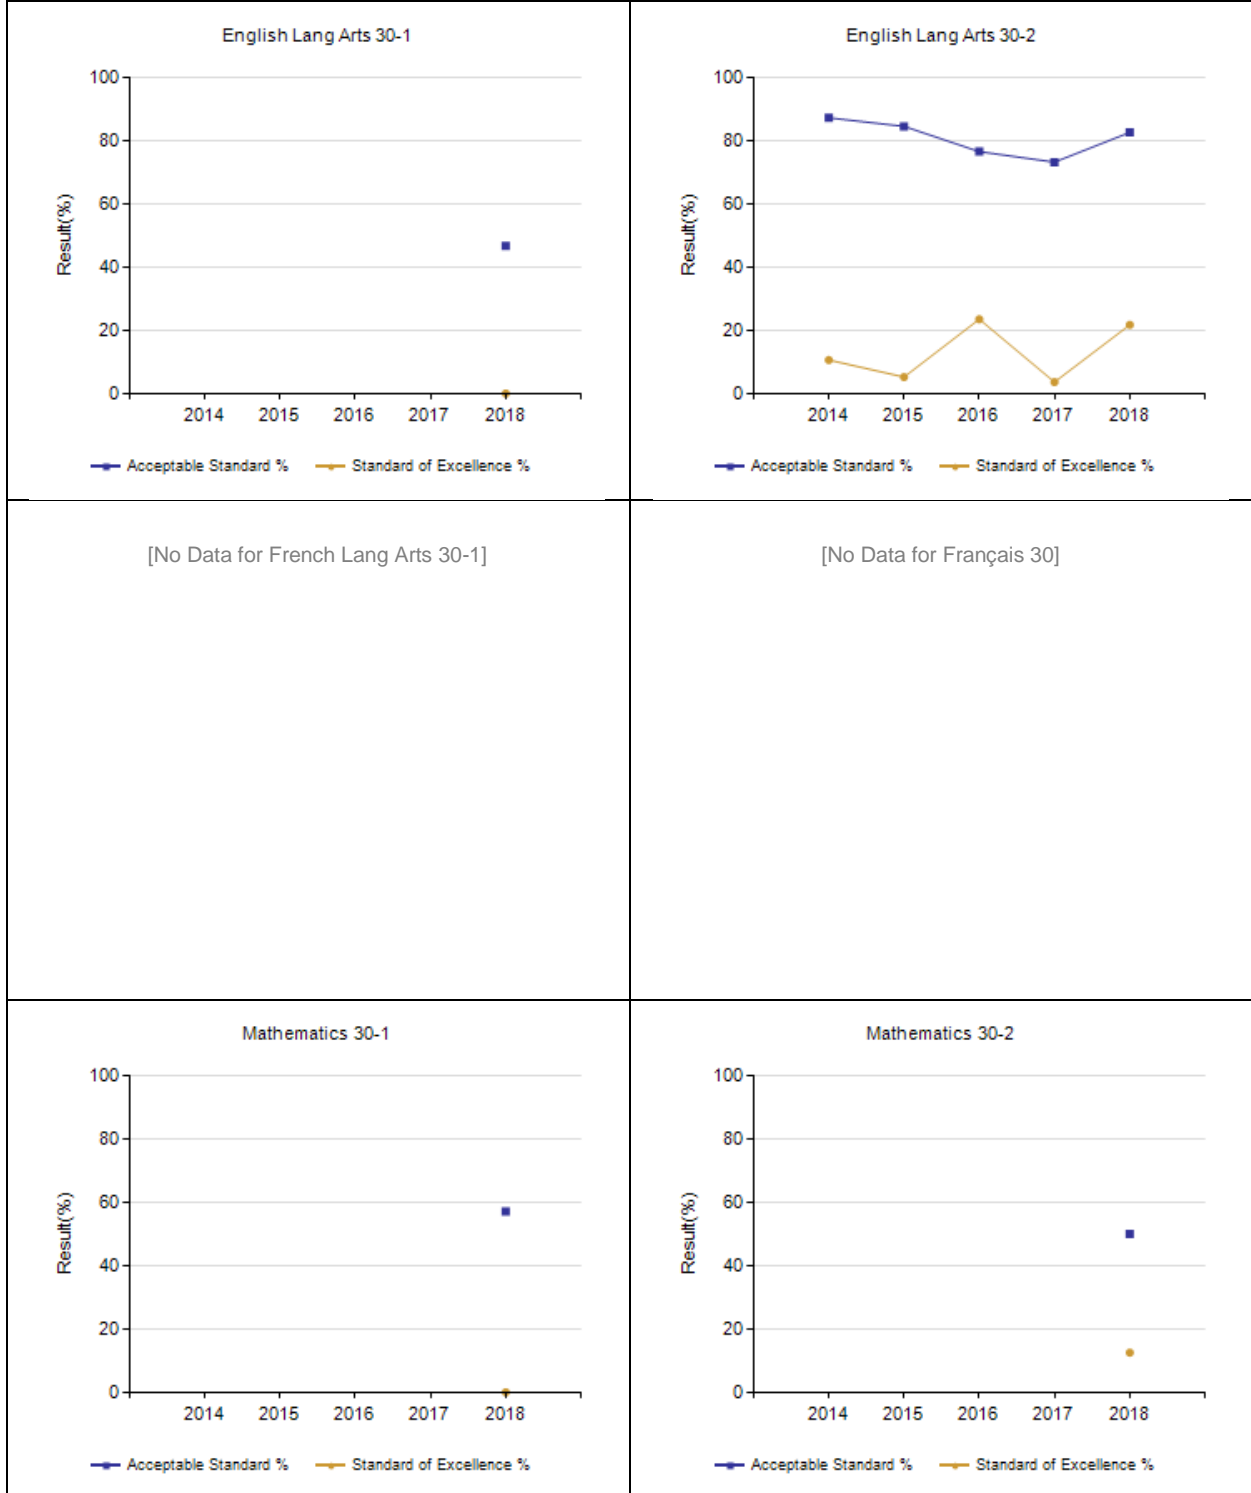 English Lang Arts 30-1
100
80
60
40
20
0
Result(%)
2014 2015 2016 2017 2018
Acceptable Standard % Standard of Excellence %
English Lang Arts 30-2
100
80
60
40
20
0
Result(%)
2014 2015 2016 2017 2018
Acceptable Standard % Standard of Excellence %
[No Data for French Lang Arts 30-1]
[No Data for Français 30]
Mathematics 30-1
100
80
60
40
20
0
Result(%)
2014 2015 2016 2017 2018
Acceptable Standard % Standard of Excellence %
Mathematics 30-2
100
80
60
40
20
0
Result(%)
2014 2015 2016 2017 2018
Acceptable Standard % Standard of Excellence %